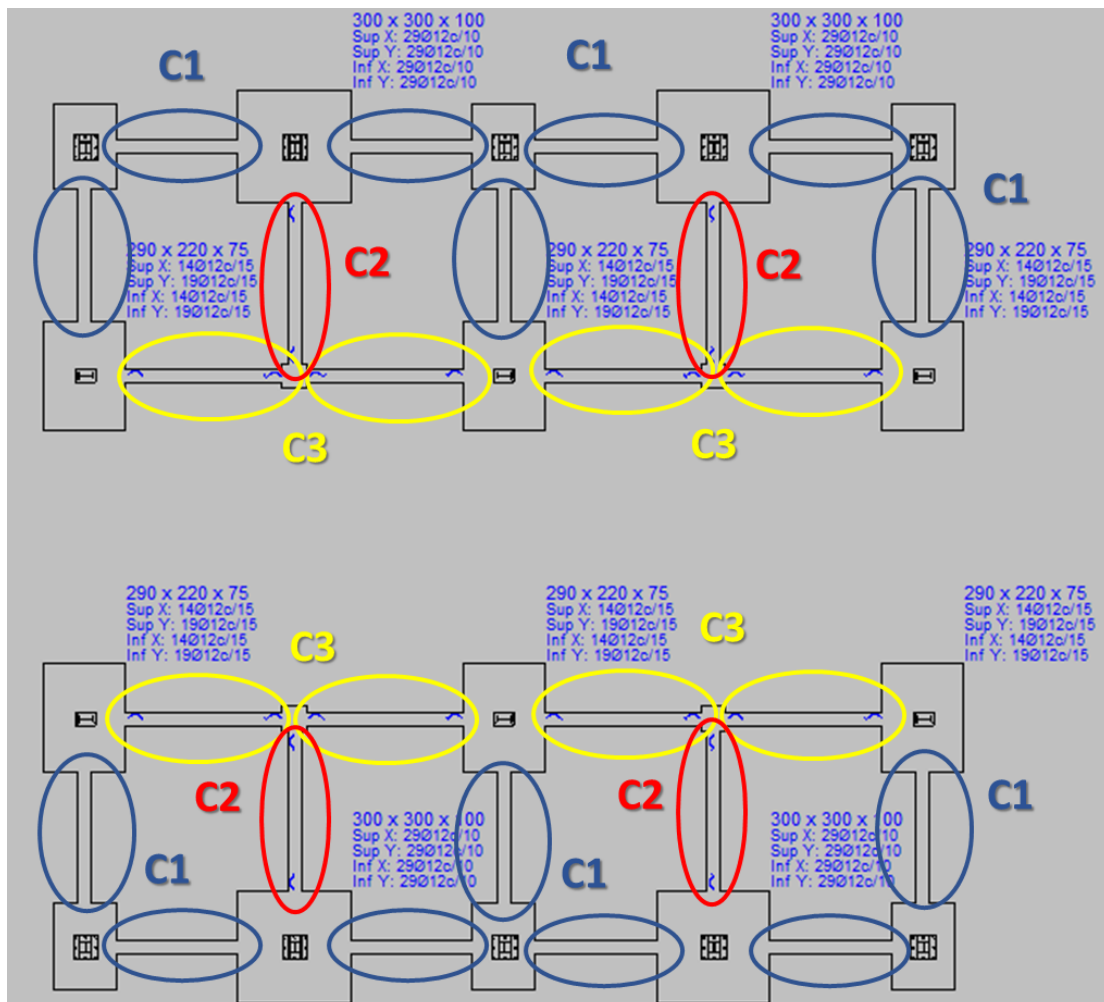 300 x 300 x 100
Sup X: 29Ø12c/10
Sup Y: 29Ø12c/10
Inf X: 29Ø12c/10
Inf Y: 29Ø12c/10
300 x 300 x 100
Sup X: 29Ø12c/10
Sup Y: 29Ø12c/10
Inf X: 29Ø12c/10
Inf Y: 29Ø12c/10
C1
C1
C1
C2
C2
290 x 220 x 75
Sup X: 14Ø12c/15
Sup Y: 19Ø12c/15
Inf X: 14Ø12c/15
Inf Y: 19Ø12c/15
290 x 220 x 75
Sup X: 14Ø12c/15
Sup Y: 19Ø12c/15
Inf X: 14Ø12c/15
Inf Y: 19Ø12c/15
290 x 220 x 75
Sup X: 14Ø12c/15
Sup Y: 19Ø12c/15
Inf X: 14Ø12c/15
Inf Y: 19Ø12c/15
C3
C3
290 x 220 x 75
Sup X: 14Ø12c/15
Sup Y: 19Ø12c/15
Inf X: 14Ø12c/15
Inf Y: 19Ø12c/15
290 x 220 x 75
Sup X: 14Ø12c/15
Sup Y: 19Ø12c/15
Inf X: 14Ø12c/15
Inf Y: 19Ø12c/15
290 x 220 x 75
Sup X: 14Ø12c/15
Sup Y: 19Ø12c/15
Inf X: 14Ø12c/15
Inf Y: 19Ø12c/15
C3
C3
C2
C2
C1
300 x 300 x 100
Sup X: 29Ø12c/10
Sup Y: 29Ø12c/10
Inf X: 29Ø12c/10
Inf Y: 29Ø12c/10
300 x 300 x 100
Sup X: 29Ø12c/10
Sup Y: 29Ø12c/10
Inf X: 29Ø12c/10
Inf Y: 29Ø12c/10
C1
C1